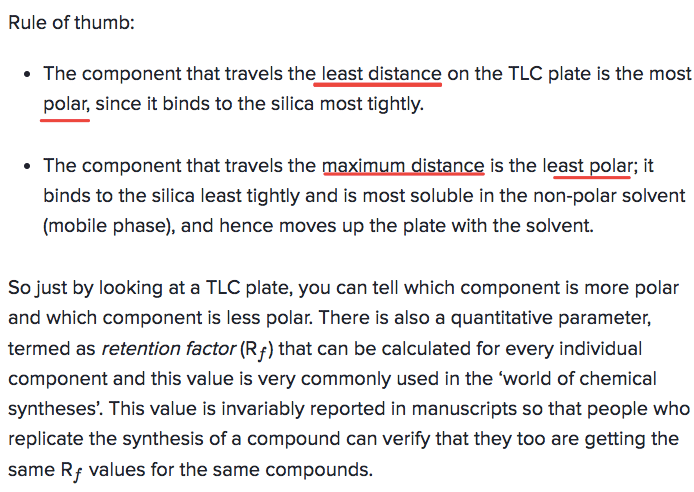 Rule of thumb:
• The component that travels the least distance on the TLC plate is the most
polar, since it binds to the silica most tightly.
• The component that travels the maximum distance is the least polar; it
binds to the silica least tightly and is most soluble in the non-polar solvent
(mobile phase), and hence moves up the plate with the solvent.
So just by looking at a TLC plate, you can tell which component is more polar
and which component is less polar. There is also a quantitative parameter,
termed as retention factor (Rf) that can be calculated for every individual
component and this value is very commonly used in the ‘world of chemical
syntheses’. This value is invariably reported in manuscripts so that people who
replicate the synthesis of a compound can verify that they too are getting the
same Rf values for the same compounds.